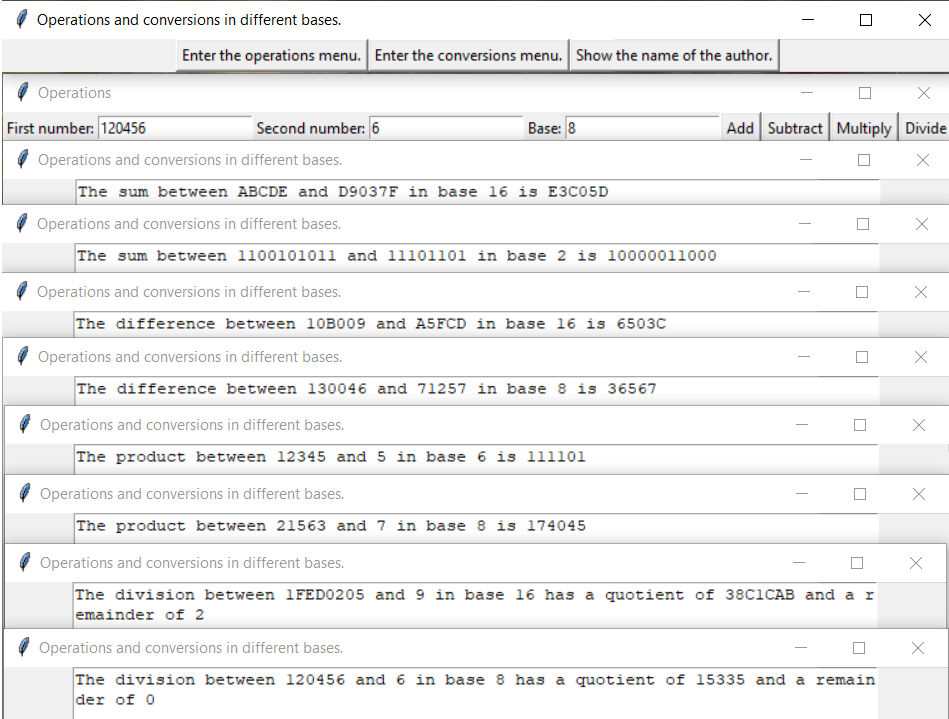 Operations and conversions in different bases.
Enter the operations menu. Enter the conversions menu. Show the name of the author.
Operations
First number: 120456 Second number: 6 Base: 8 Add Subtract Multiply Divide
Operations and conversions in different bases.
The sum between ABCDE and D9037F in base 16 is E3C05D
Operations and conversions in different bases.
The sum between 1100101011 and 11101101 in base 2 is 10000011000
Operations and conversions in different bases.
The difference between 10B009 and A5FCD in base 16 is 6503C
Operations and conversions in different bases.
The difference between 130046 and 71257 in base 8 is 36567
Operations and conversions in different bases.
The product between 12345 and 5 in base 6 is 111101
Operations and conversions in different bases.
The product between 21563 and 7 in base 8 is 174045
Operations and conversions in different bases.
The division between 1FED0205 and 9 in base 16 has a quotient of 38C1CAB and a r
emainder of 2
Operations and conversions in different bases.
The division between 120456 and 6 in base 8 has a quotient of 15335 and a remain
der of 0